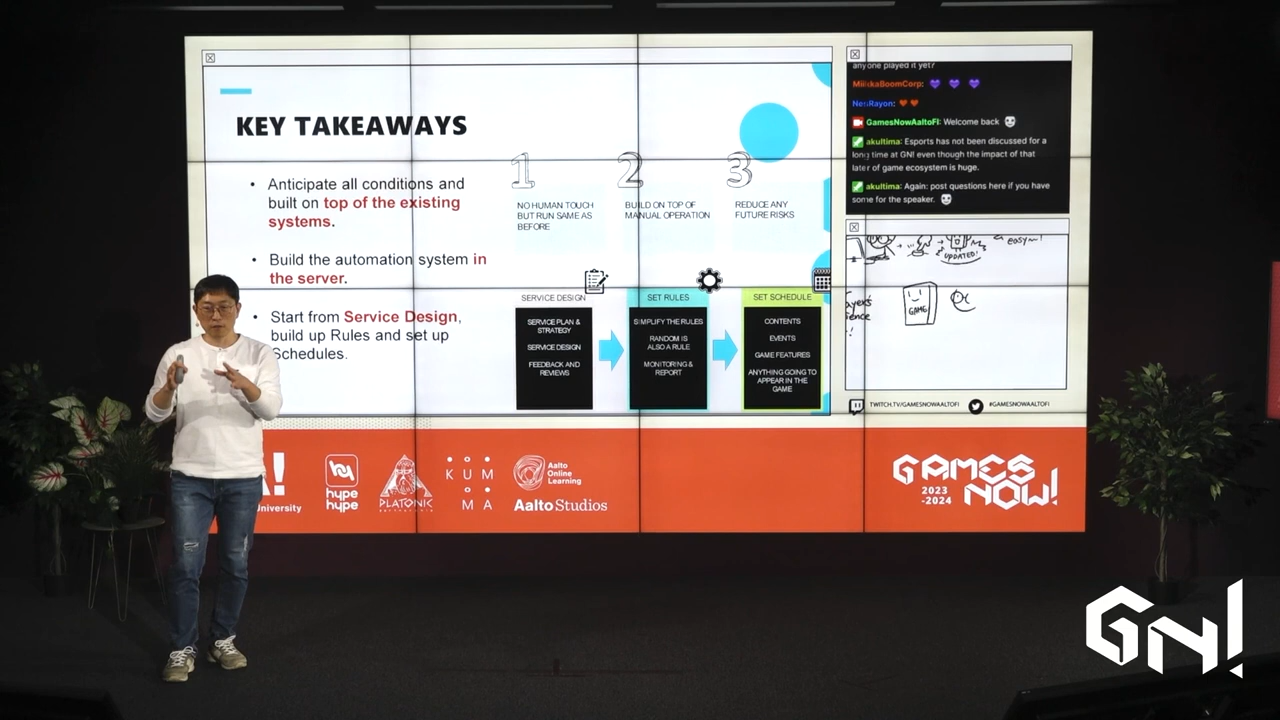 KEY TAKEAWAYS
• Anticipate all conditions and
built on top of the existing
systems.
• Build the automation system in
the server.
• Start from Service Design,
build up Rules and set up
Schedules.
1
NO HUMAN TOUCH
BUT RUN SAME AS
BEFORE
2
BUILD ON TOP OF
MANUAL OPERATION
3
REDUCE ANY
FUTURE RISKS
SERVICE DESIGN
SERVICE PLAN &
STRATEGY
SERVICE DESIGN
FEEDBACK AND
REVIEWS
SET RULES
SIMPLIFY THE RULES
RANDOM IS
ALSO A RULE
MONITORING &
REPORT
SET SCHEDULE
CONTENTS
EVENTS
GAME FEATURES
ANYTHING GOING TO
APPEAR IN THE
GAME
anyone played it yet?
MiikkaBoomCorp: 💜 💜 💜
NeoRayon:
GamesNowAaltoFI: Welcome back
akultima: Esports has not been discussed for a
long time at GN! even though the impact of that
later of game ecosystem is huge.
akultima: Again: post questions here if you have
some for the speaker.
easy~!
UPDATED!
GAME
TWITCH.TV/GAMESNOWAALTOFI
#GAMESNOWAALTOFI
!
University
hype
hype
PLATONIC
KUM
MA
Aalto
Online
Learning
Aalto Studios
GAMES
NOW!
2023
-2024
GN!